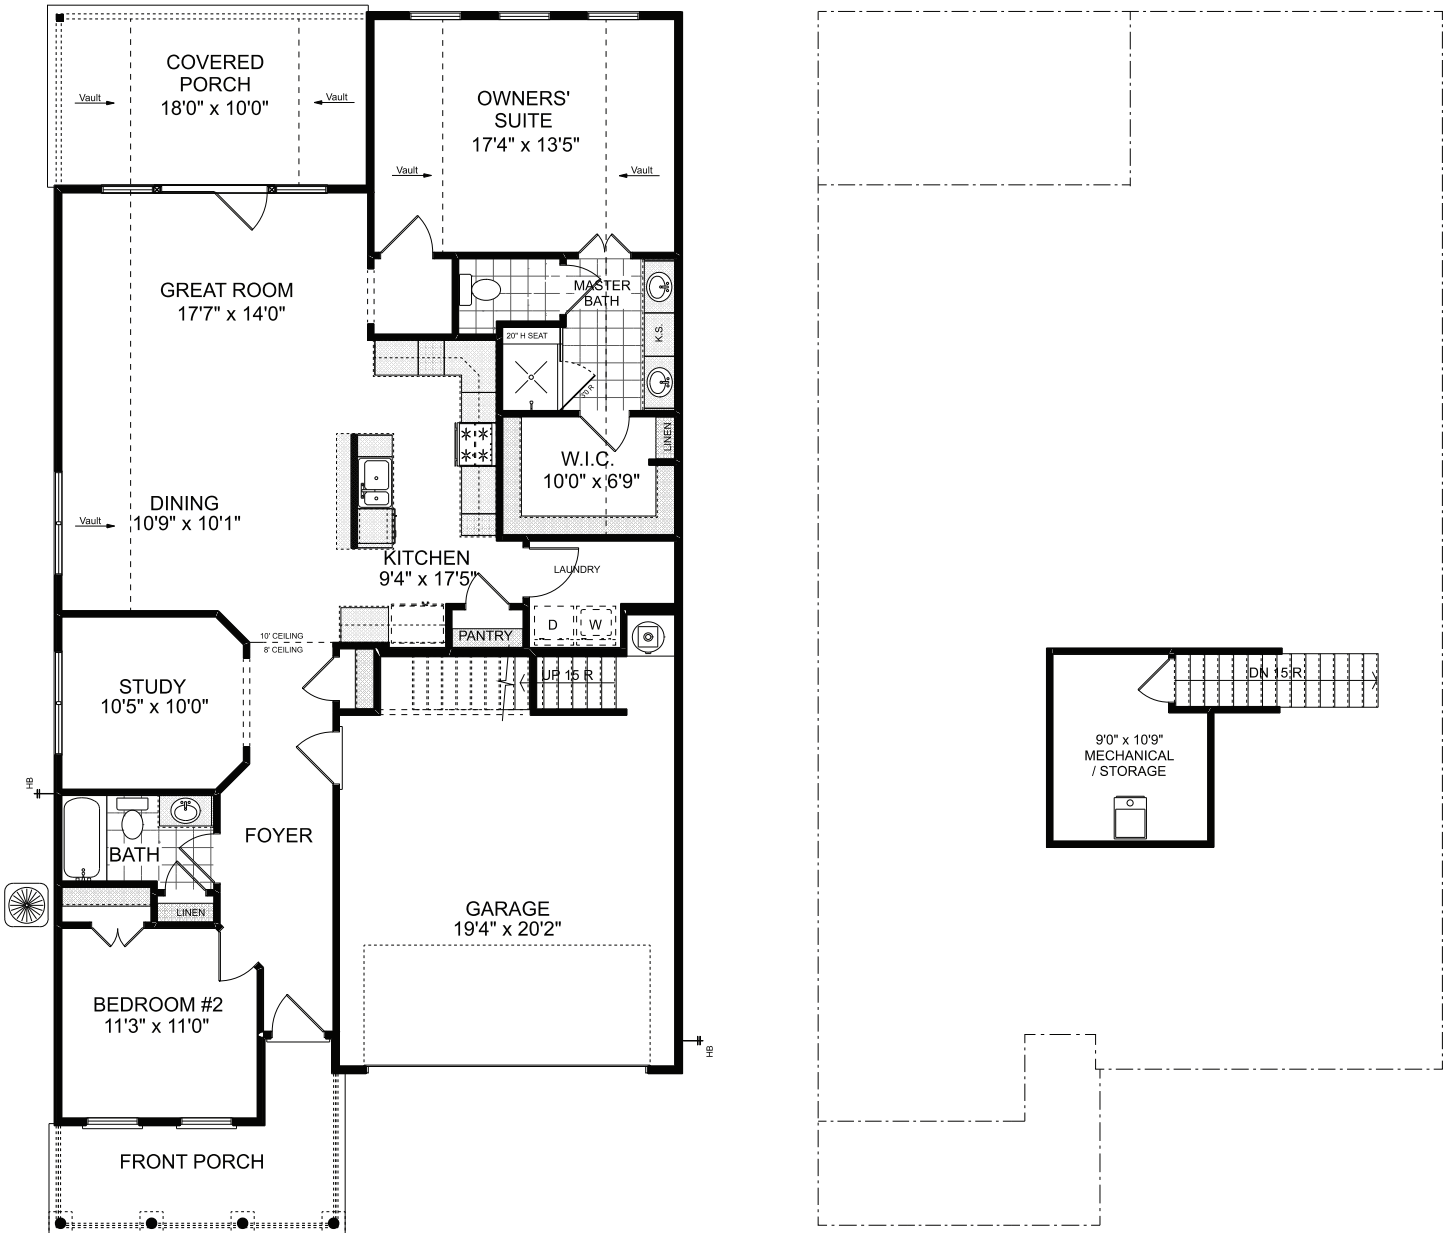 COVERED
PORCH
18'0" x 10'0"
Vault
Vault
OWNERS'
SUITE
17'4" x 13'5"
Vault
Vault
GREAT ROOM
17'7" x 14'0"
MASTER
BATH
K.S.
20" H SEAT
LINEN
W.I.C.
10'0" x 6'9"
DINING
10'9" x 10'1"
Vault
KITCHEN
9'4" x 17'5"
LAUNDRY
D
W
PANTRY
10' CEILING
8' CEILING
UP 15 R
STUDY
10'5" x 10'0"
HB
FOYER
BATH
LINEN
GARAGE
19'4" x 20'2"
BEDROOM #2
11'3" x 11'0"
HB
FRONT PORCH
DN 15 R
9'0" x 10'9"
MECHANICAL
/ STORAGE